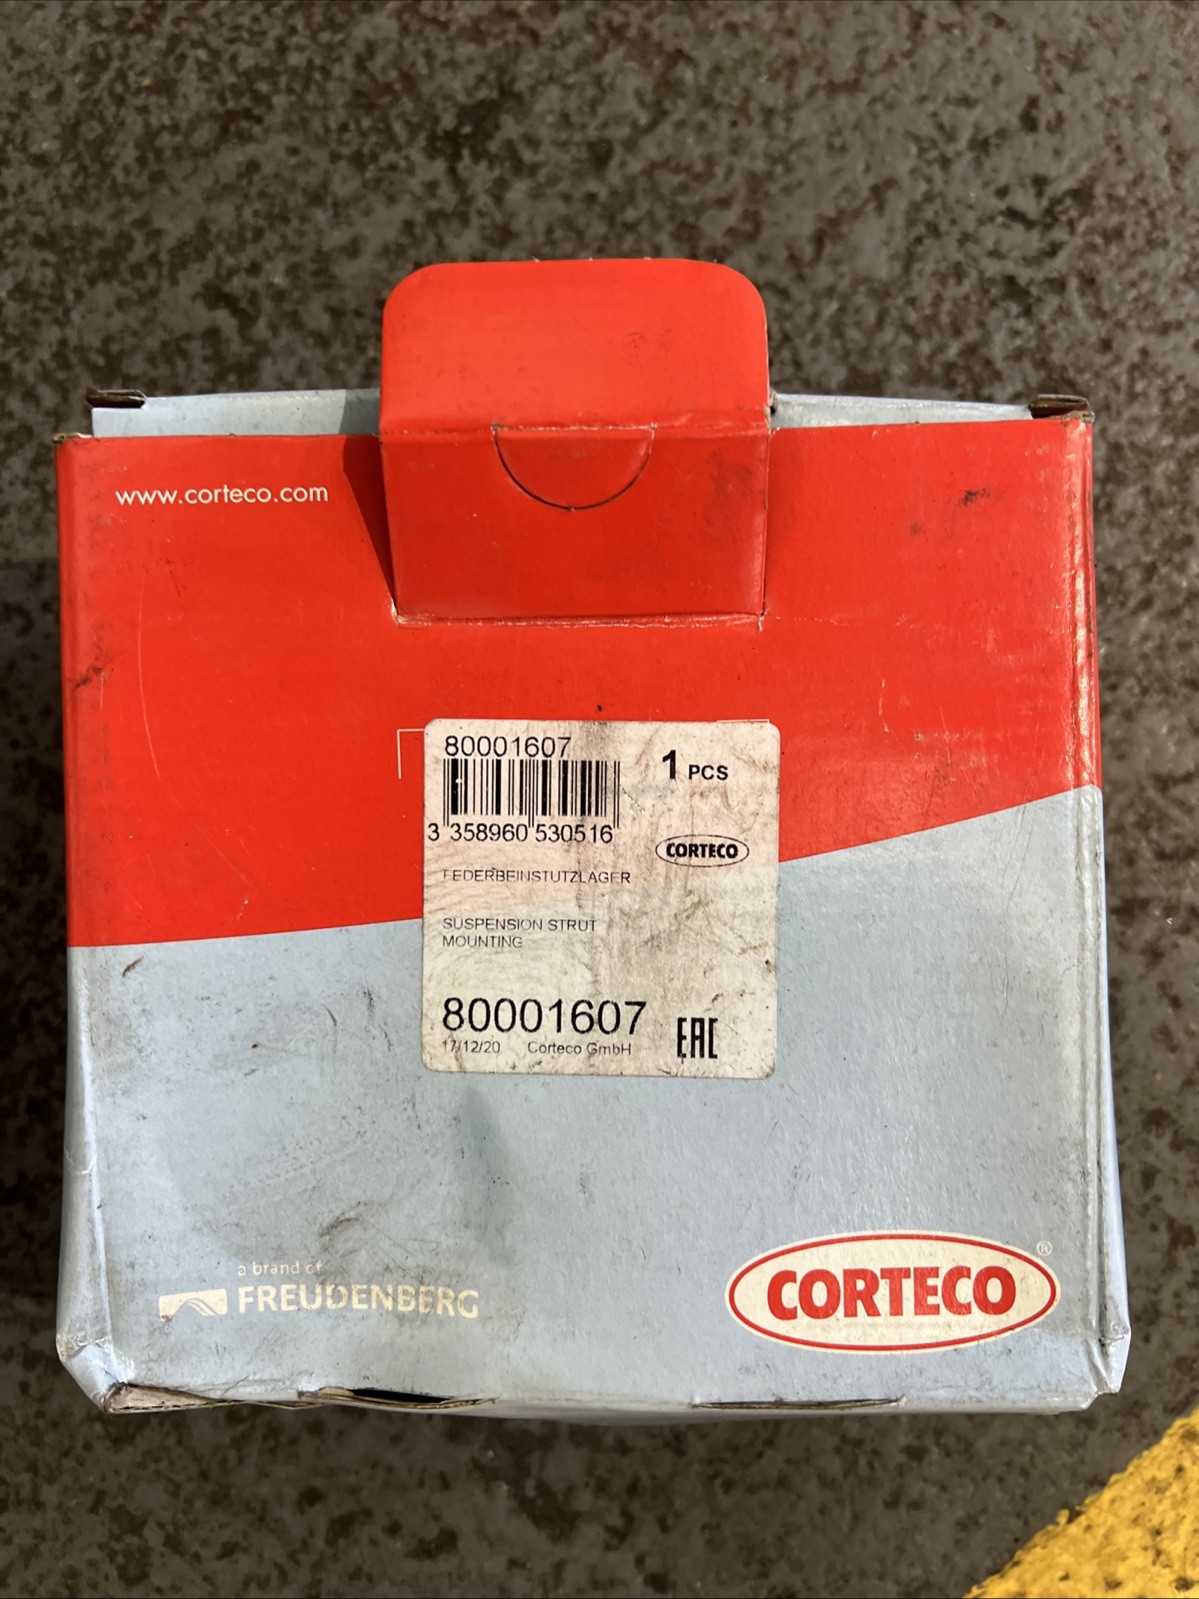 www.corteco.com
80001607
1 PCS
3 358960 530516
CORTECO
FEDERBEINSTUTZLAGER
SUSPENSION STRUT
MOUNTING
80001607
17/12/20 Corteco GmbH
EAC
a brand of
FREUDENBERG
CORTECO®